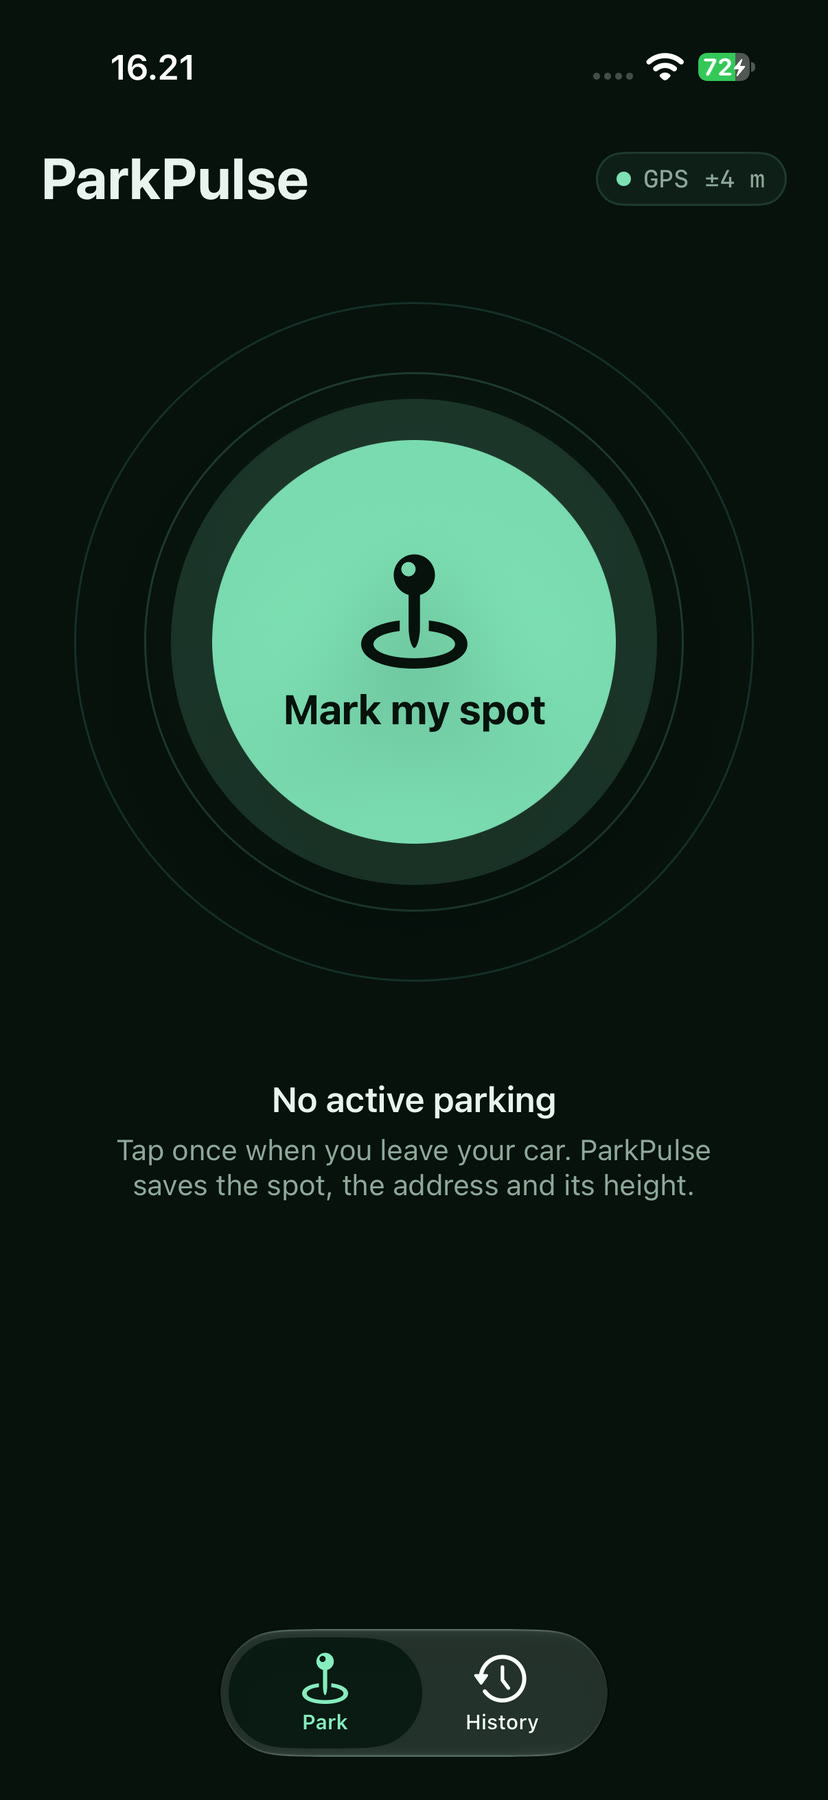 16.21
72
ParkPulse
GPS ±4 m
Mark my spot
No active parking
Tap once when you leave your car. ParkPulse
saves the spot, the address and its height.
Park
History